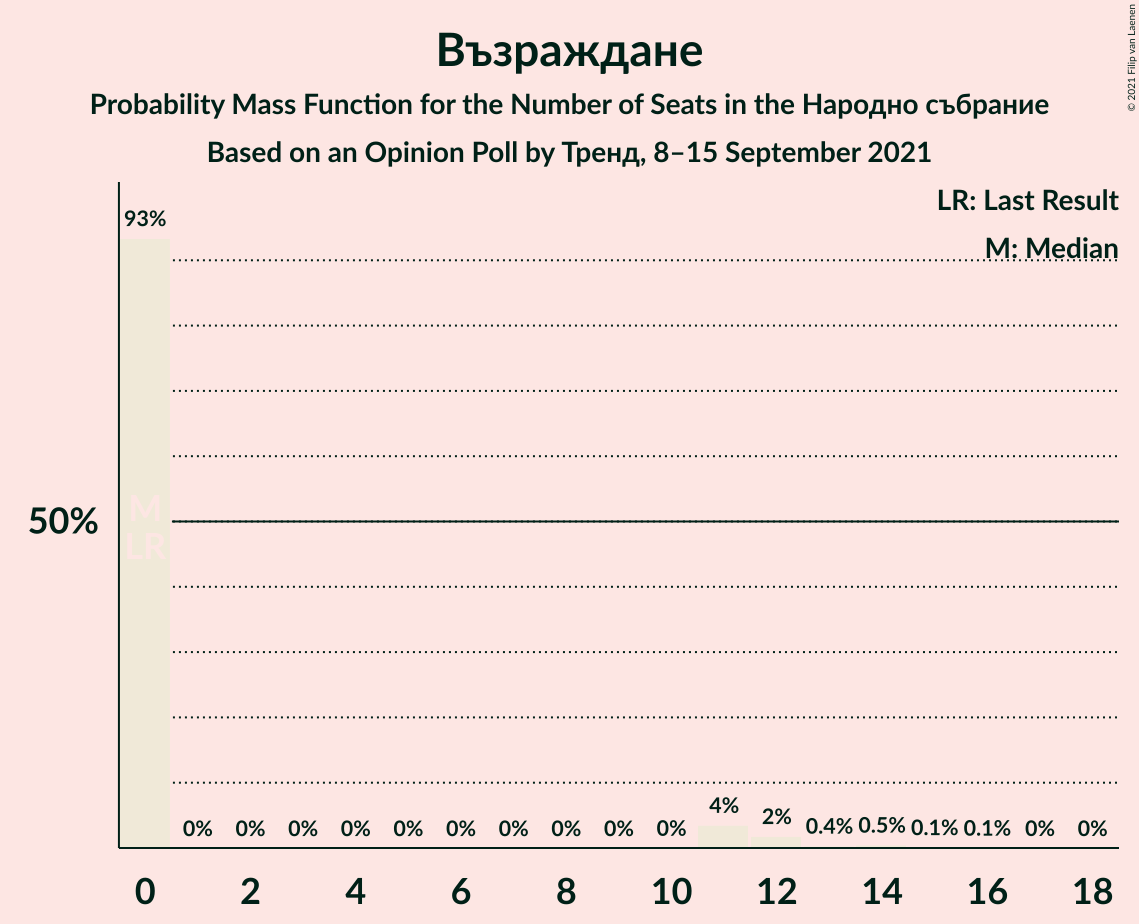 Възраждане
Probability Mass Function for the Number of Seats in the Народно събрание
Based on an Opinion Poll by Тренд, 8–15 September 2021
© 2021 Filip van Laenen
LR: Last Result
M: Median
93%
50%
M
LR
0% 0% 0% 0% 0% 0% 0% 0% 0% 0% 4% 2% 0.4% 0.5% 0.1% 0.1% 0% 0%
0 2 4 6 8 10 12 14 16 18